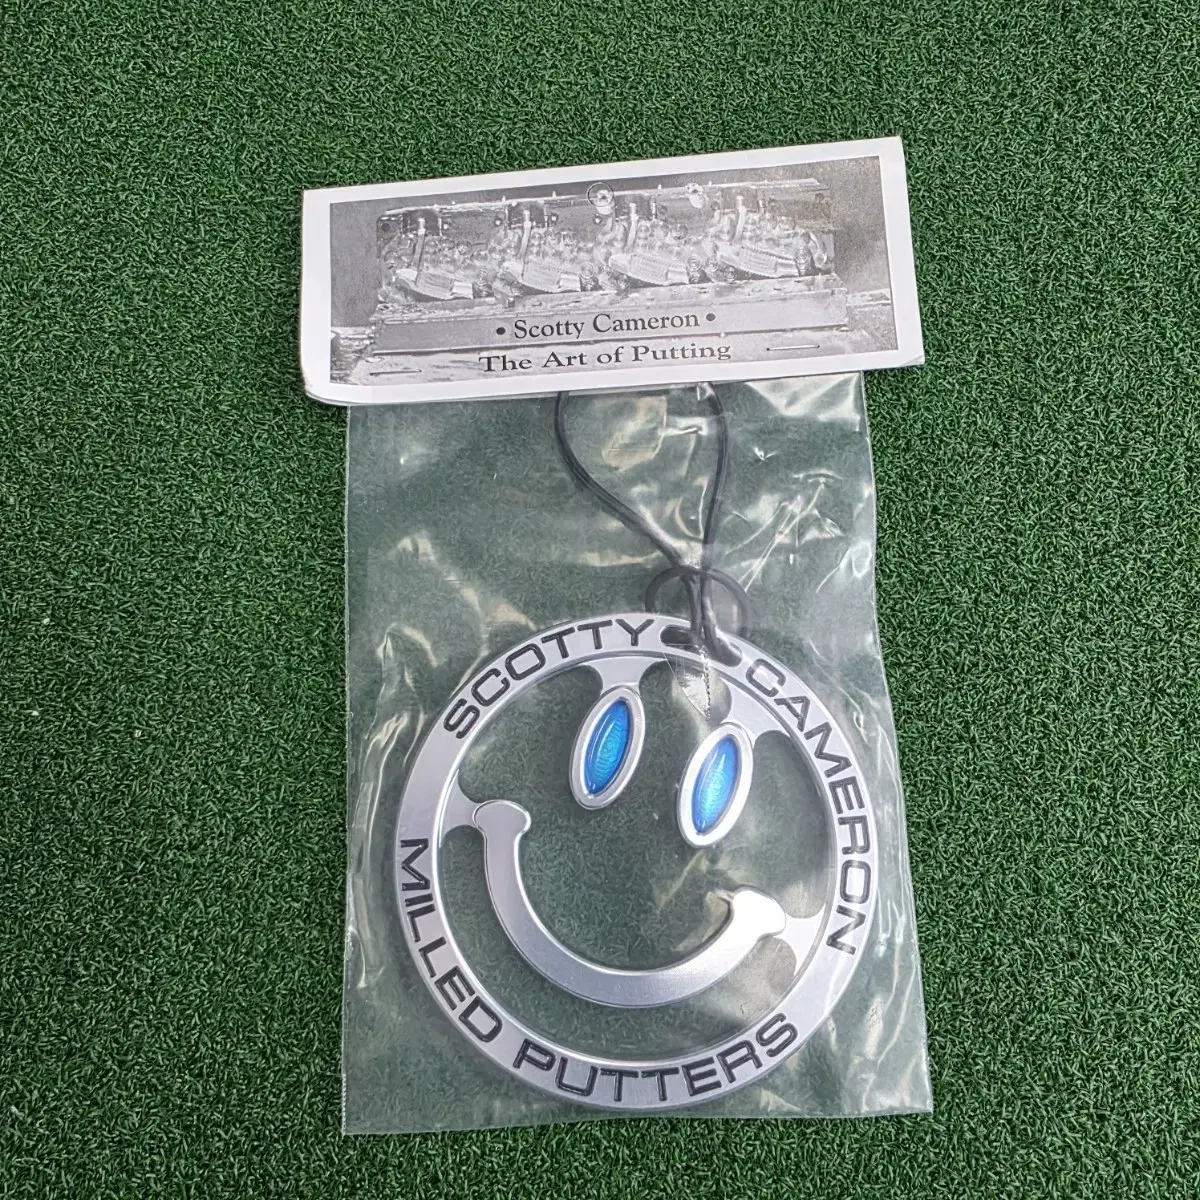 • Scotty Cameron •
The Art of Putting
SCOTTY CAMERON
MILLED PUTTERS